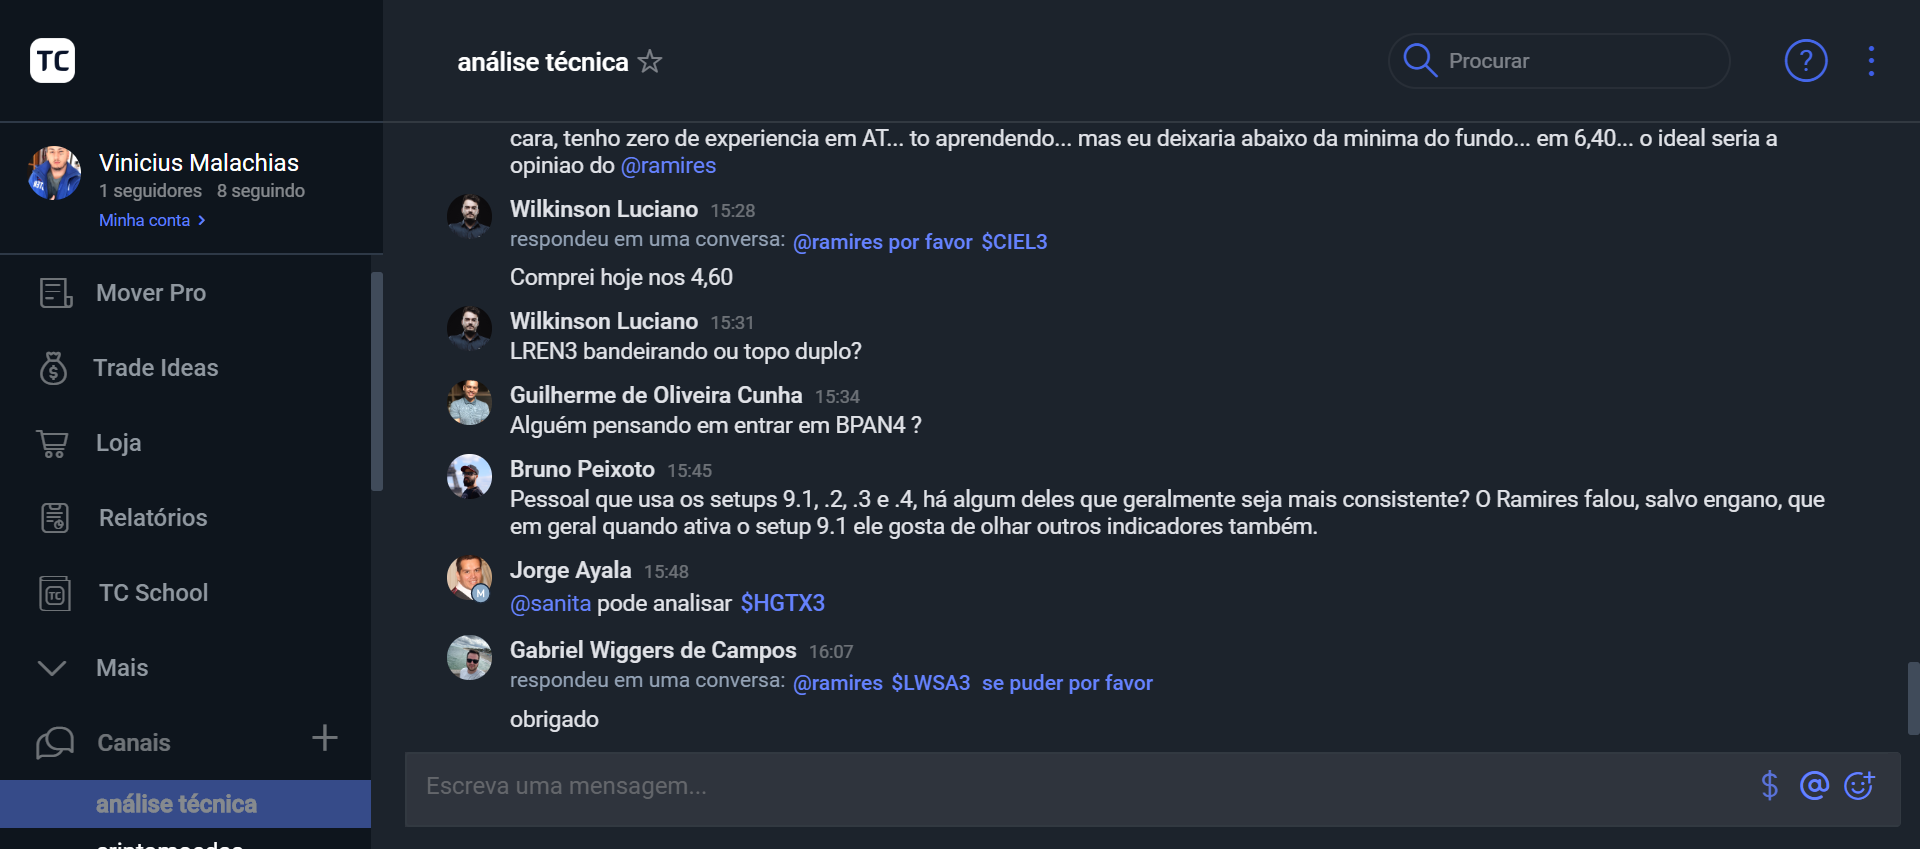 TC
análise técnica
Procurar
?
Vinicius Malachias
1 seguidores 8 seguindo
Minha conta >
Mover Pro
Trade Ideas
Loja
Relatórios
TC School
Mais
Canais
análise técnica
criptomoedas
cara, tenho zero de experiencia em AT... to aprendendo... mas eu deixaria abaixo da minima do fundo... em 6,40... o ideal seria a
opiniao do @ramires
Wilkinson Luciano 15:28
respondeu em uma conversa: @ramires por favor $CIEL3
Comprei hoje nos 4,60
Wilkinson Luciano 15:31
LREN3 bandeirando ou topo duplo?
Guilherme de Oliveira Cunha 15:34
Alguém pensando em entrar em BPAN4 ?
Bruno Peixoto 15:45
Pessoal que usa os setups 9.1, .2, .3 e .4, há algum deles que geralmente seja mais consistente? O Ramires falou, salvo engano, que
em geral quando ativa o setup 9.1 ele gosta de olhar outros indicadores também.
Jorge Ayala 15:48
M
@sanita pode analisar $HGTX3
Gabriel Wiggers de Campos 16:07
respondeu em uma conversa: @ramires $LWSA3 se puder por favor
obrigado
Escreva uma mensagem...
$ @